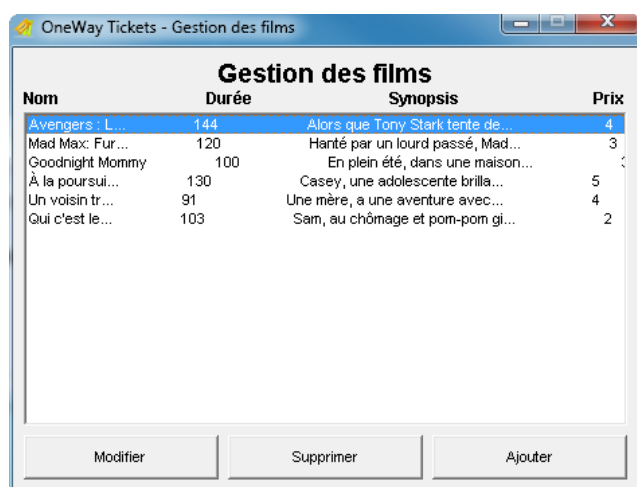 OneWay Tickets - Gestion des films
Gestion des films
Nom Durée Synopsis Prix
Avengers : L... 144 Alors que Tony Stark tente de... 4
Mad Max: Fur... 120 Hanté par un lourd passé, Mad... 3
Goodnight Mommy 100 En plein été, dans une maison...
À la poursui... 130 Casey, une adolescente brilla... 5
Un voisin tr... 91 Une mère, a une aventure avec... 4
Qui c'est le... 103 Sam, au chômage et pom-pom gi... 2
Modifier Supprimer Ajouter